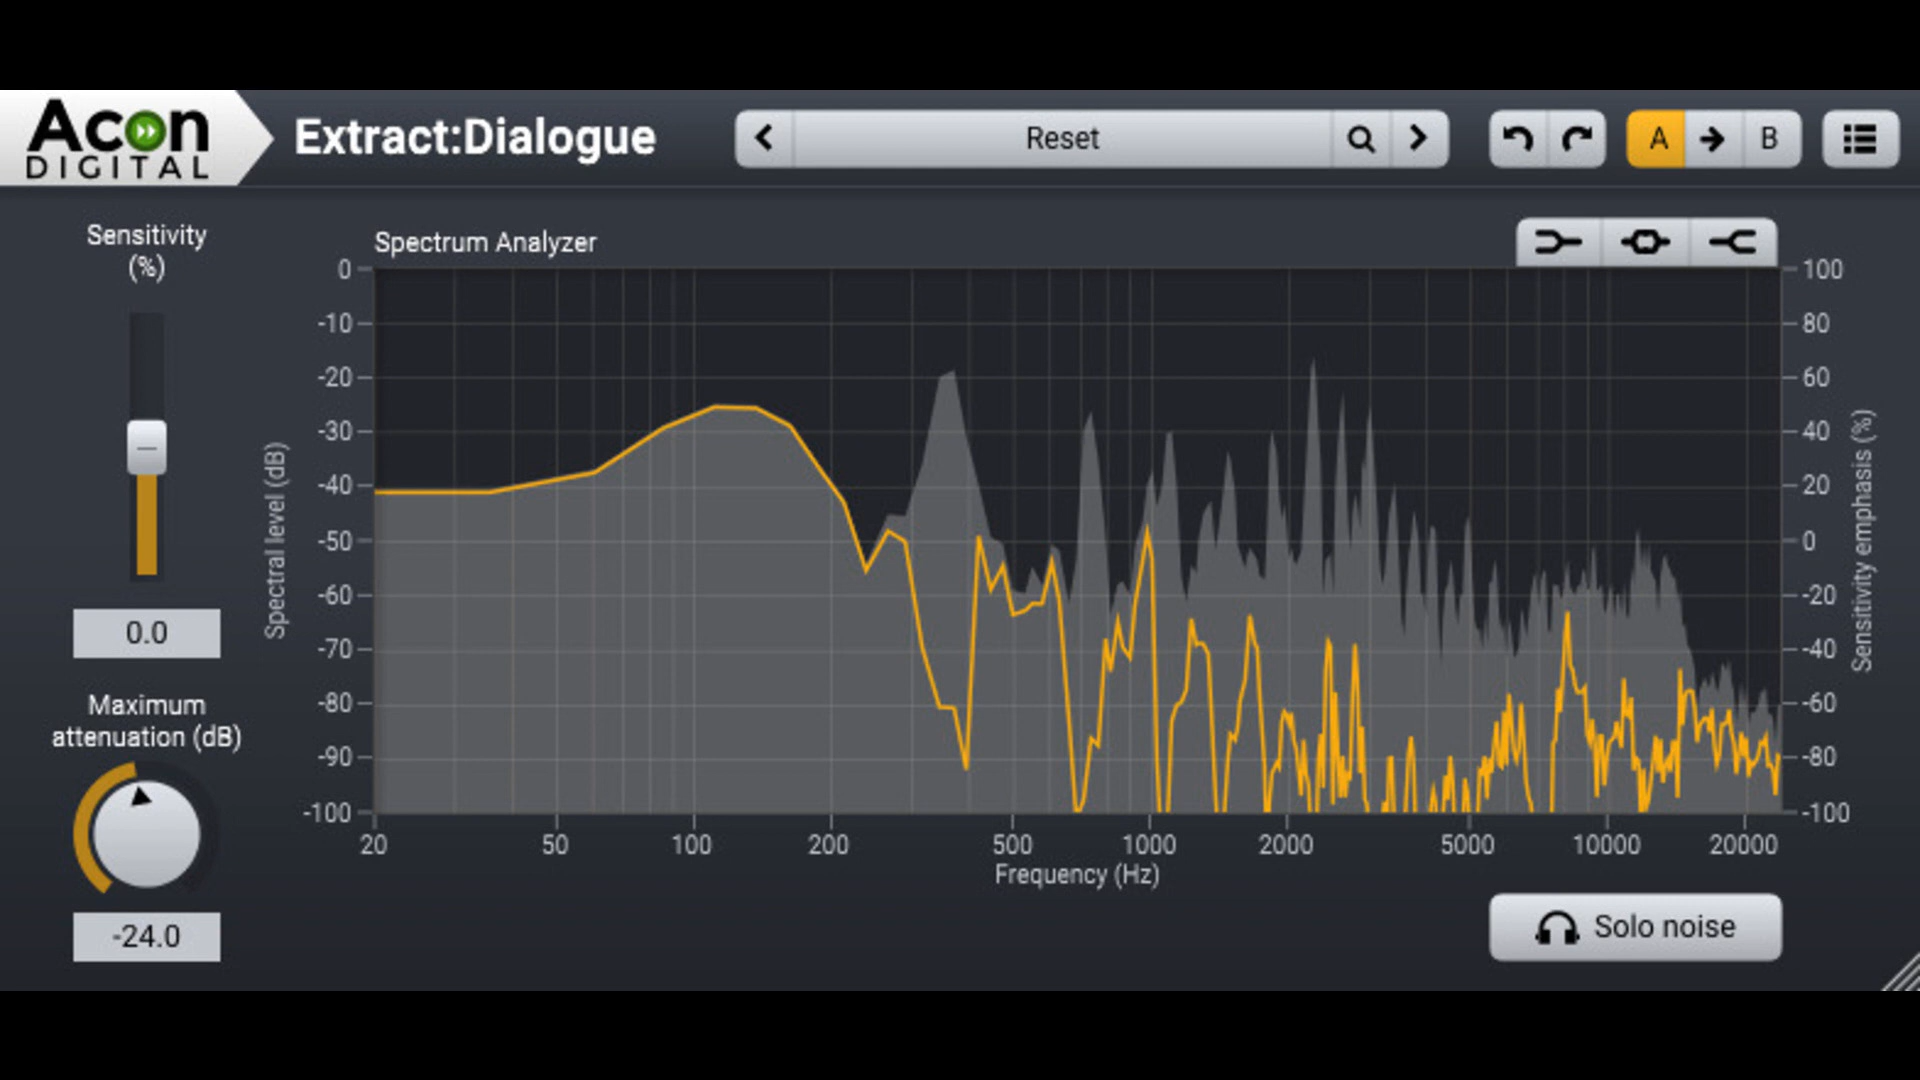 Acon
DIGITAL
Extract:Dialogue
Reset
A
B
Sensitivity
(%)
0.0
Maximum
attenuation (dB)
-24.0
Spectrum Analyzer
Spectral level (dB)
0
-10
-20
-30
-40
-50
-60
-70
-80
-90
-100
100
80
60
40
20
0
-20
-40
-60
-80
-100
Sensitivity emphasis (%)
20 50 100 200 500 1000 2000 5000 10000 20000
Frequency (Hz)
Solo noise